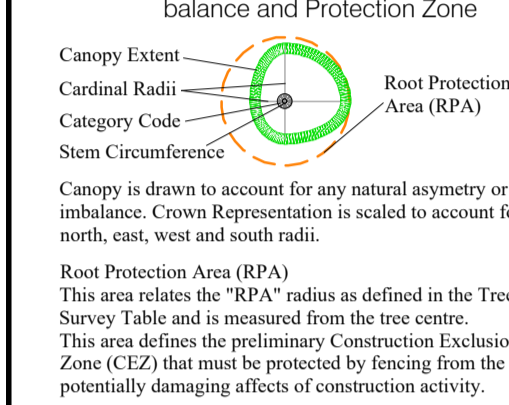 balance and Protection Zone
Canopy Extent
Cardinal Radii
Category Code
Stem Circumference
Root Protection
Area (RPA)
Canopy is drawn to account for any natural asymetry or
imbalance. Crown Representation is scaled to account
north, east, west and south radii.
Root Protection Area (RPA)
This area relates the "RPA" radius as defined in the Tree
Survey Table and is measured from the tree centre.
This area defines the preliminary Construction Exclusio
Zone (CEZ) that must be protected by fencing from the
potentially damaging affects of construction activity.